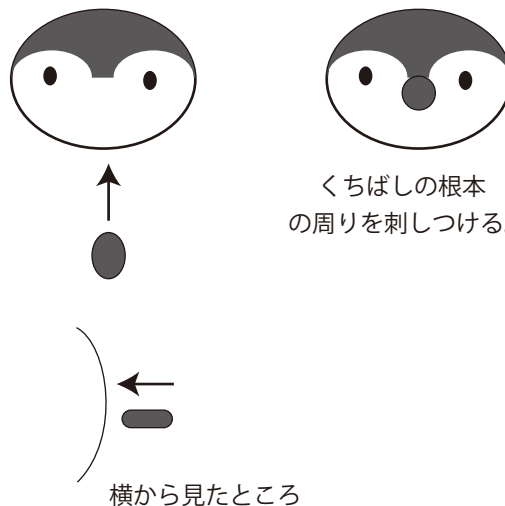 くちばしの根本
の周りを刺しつける
横から見たところ